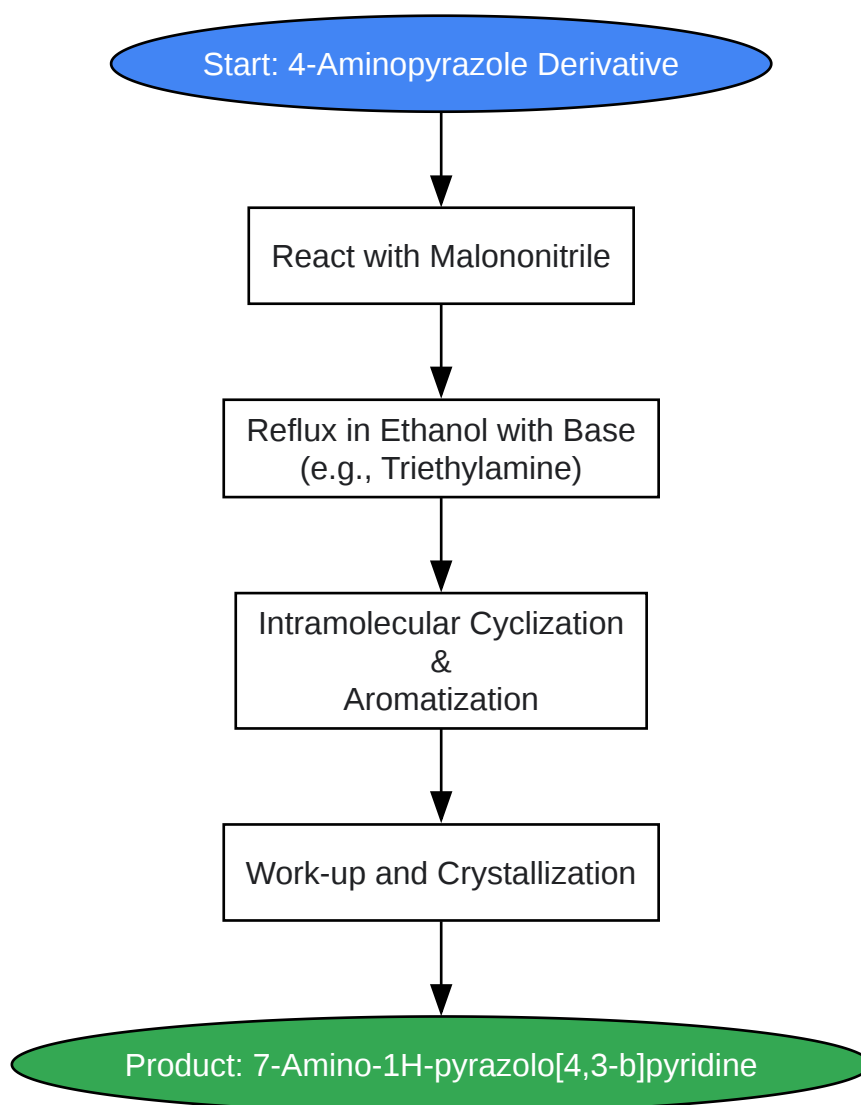 Start: 4-Aminopyrazole Derivative
React with Malononitrile
Reflux in Ethanol with Base
(e.g., Triethylamine)
Intramolecular Cyclization
&
Aromatization
Work-up and Crystallization
Product: 7-Amino-1H-pyrazolo[4,3-b]pyridine